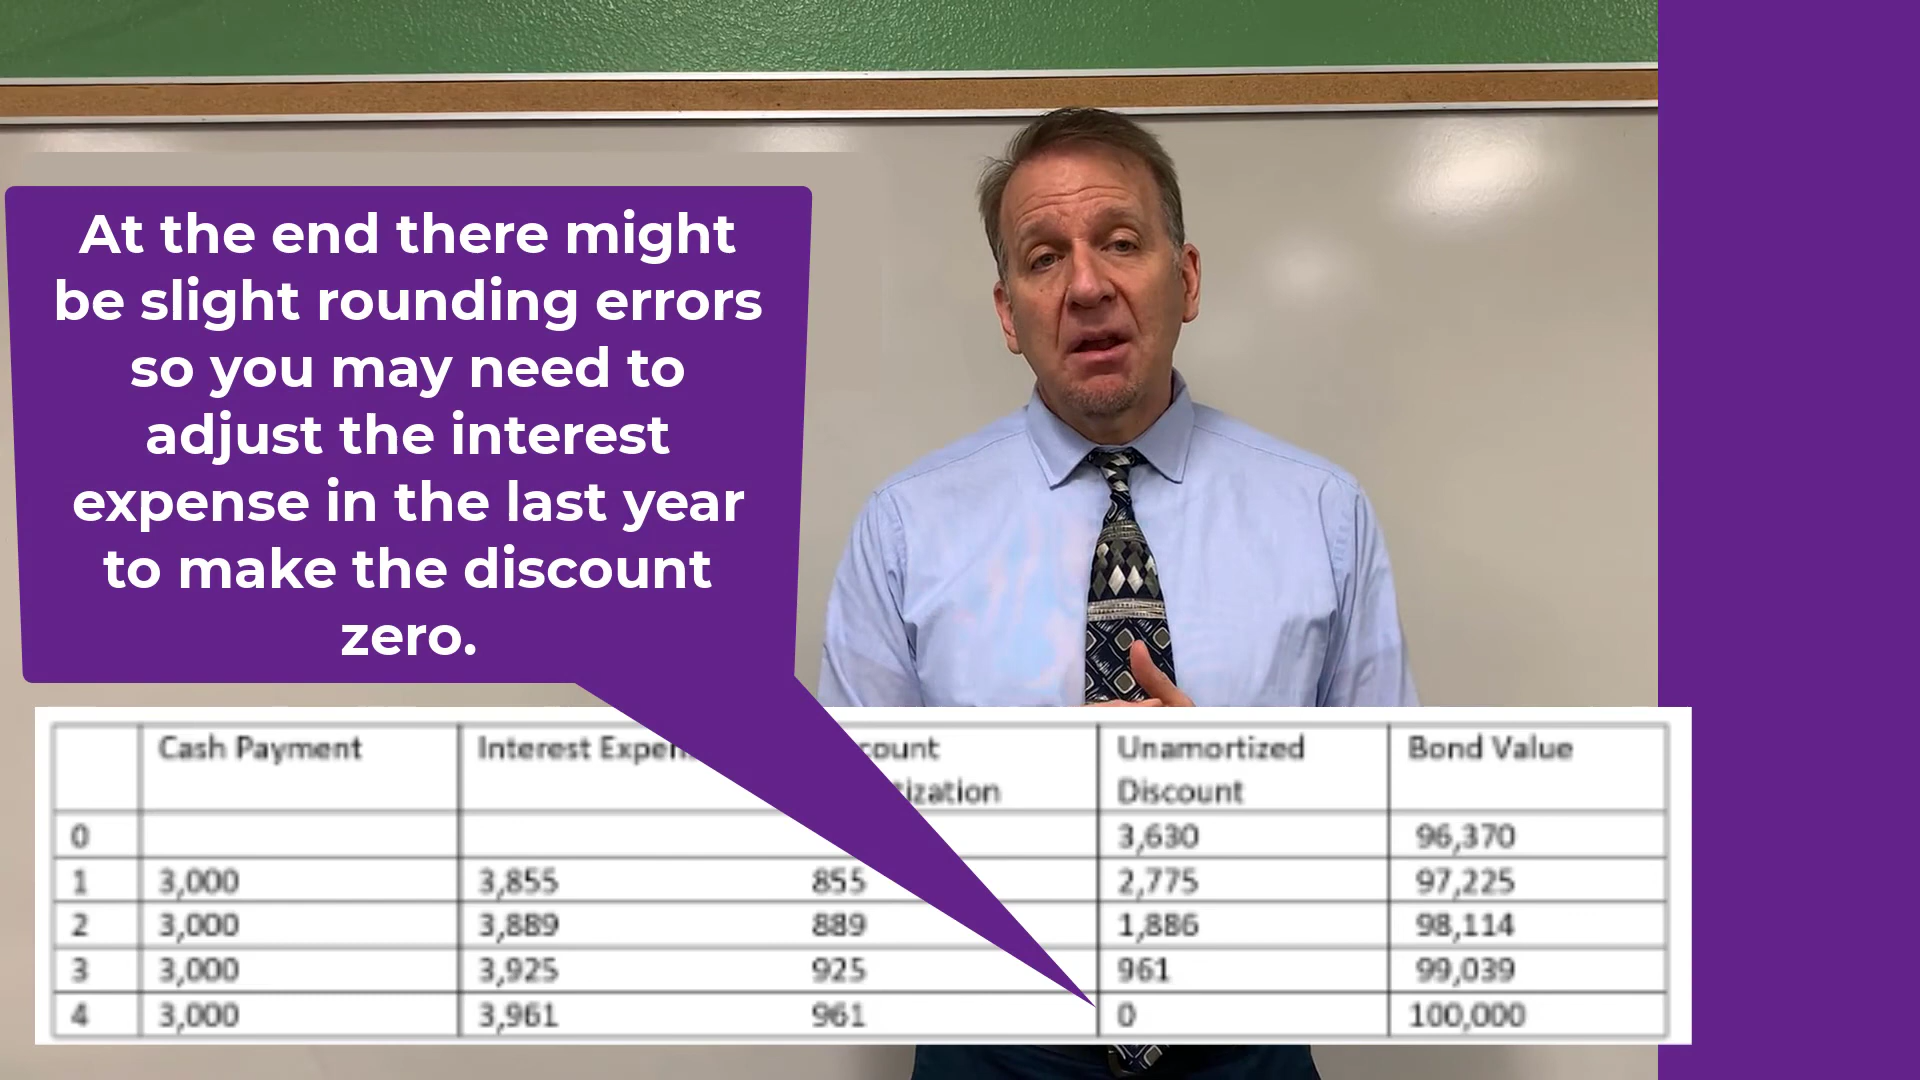 At the end there might
be slight rounding errors
so you may need to
adjust the interest
expense in the last year
to make the discount
zero.
Cash Payment Interest Expen count Unamortized Bond Value
tization Discount
0 3,630 96,370
1 3,000 3,855 855 2,775 97,225
2 3,000 3,889 889 1,886 98,114
3 3,000 3,925 925 961 99,039
4 3,000 3,961 961 0 100,000